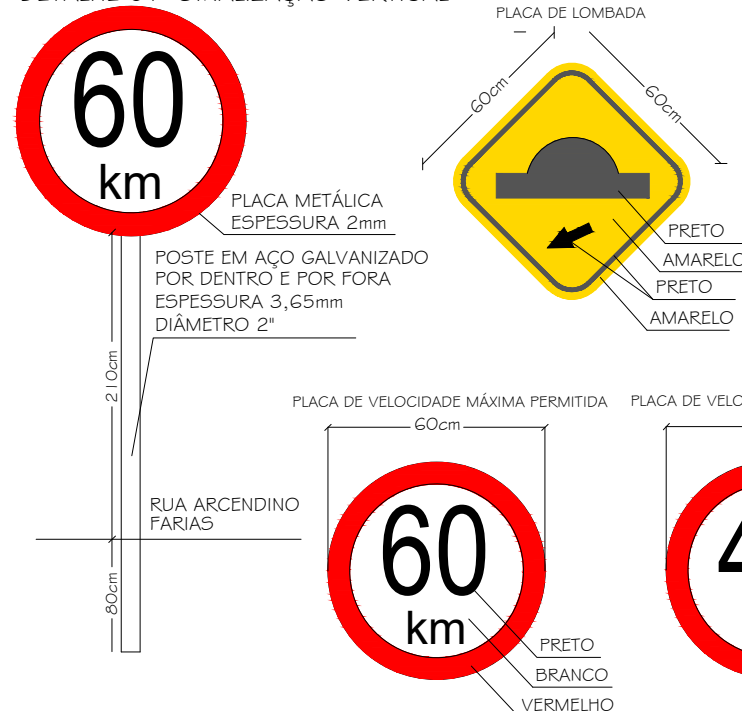 PLACA DE LOMBADA
60
km
60cm
60cm
PLACA METÁLICA
ESPESSURA 2mm
PRETO
AMARELO
PRETO
AMARELO
POSTE EM AÇO GALVANIZADO
POR DENTRO E POR FORA
ESPESSURA 3,65mm
DIÂMETRO 2"
210cm
PLACA DE VELOCIDADE MÁXIMA PERMITIDA
60cm
PLACA DE
RUA ARCENDINO
FARIAS
80cm
60
km
PRETO
BRANCO
VERMELHO
4